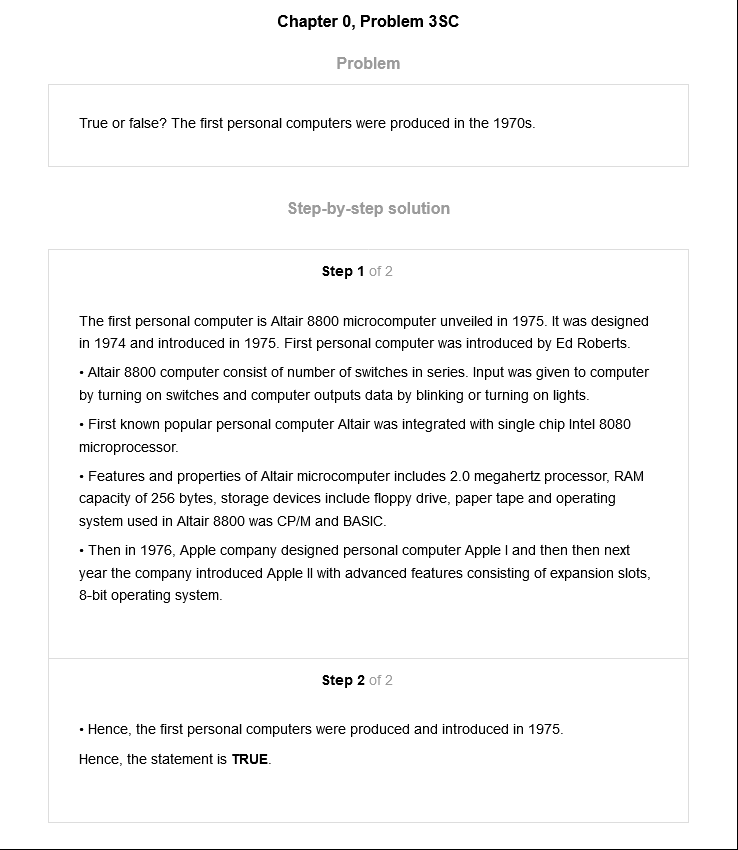 Chapter 0, Problem 3SC
Problem
True or false? The first personal computers were produced in the 1970s.
Step-by-step solution
Step 1 of 2
The first personal computer is Altair 8800 microcomputer unveiled in 1975. It was designed
in 1974 and introduced in 1975. First personal computer was introduced by Ed Roberts.
• Altair 8800 computer consist of number of switches in series. Input was given to computer
by turning on switches and computer outputs data by blinking or turning on lights.
• First known popular personal computer Altair was integrated with single chip Intel 8080
microprocessor.
• Features and properties of Altair microcomputer includes 2.0 megahertz processor, RAM
capacity of 256 bytes, storage devices include floppy drive, paper tape and operating
system used in Altair 8800 was CP/M and BASIC.
• Then in 1976, Apple company designed personal computer Apple I and then then next
year the company introduced Apple II with advanced features consisting of expansion slots,
8-bit operating system.
Step 2 of 2
• Hence, the first personal computers were produced and introduced in 1975.
Hence, the statement is TRUE.